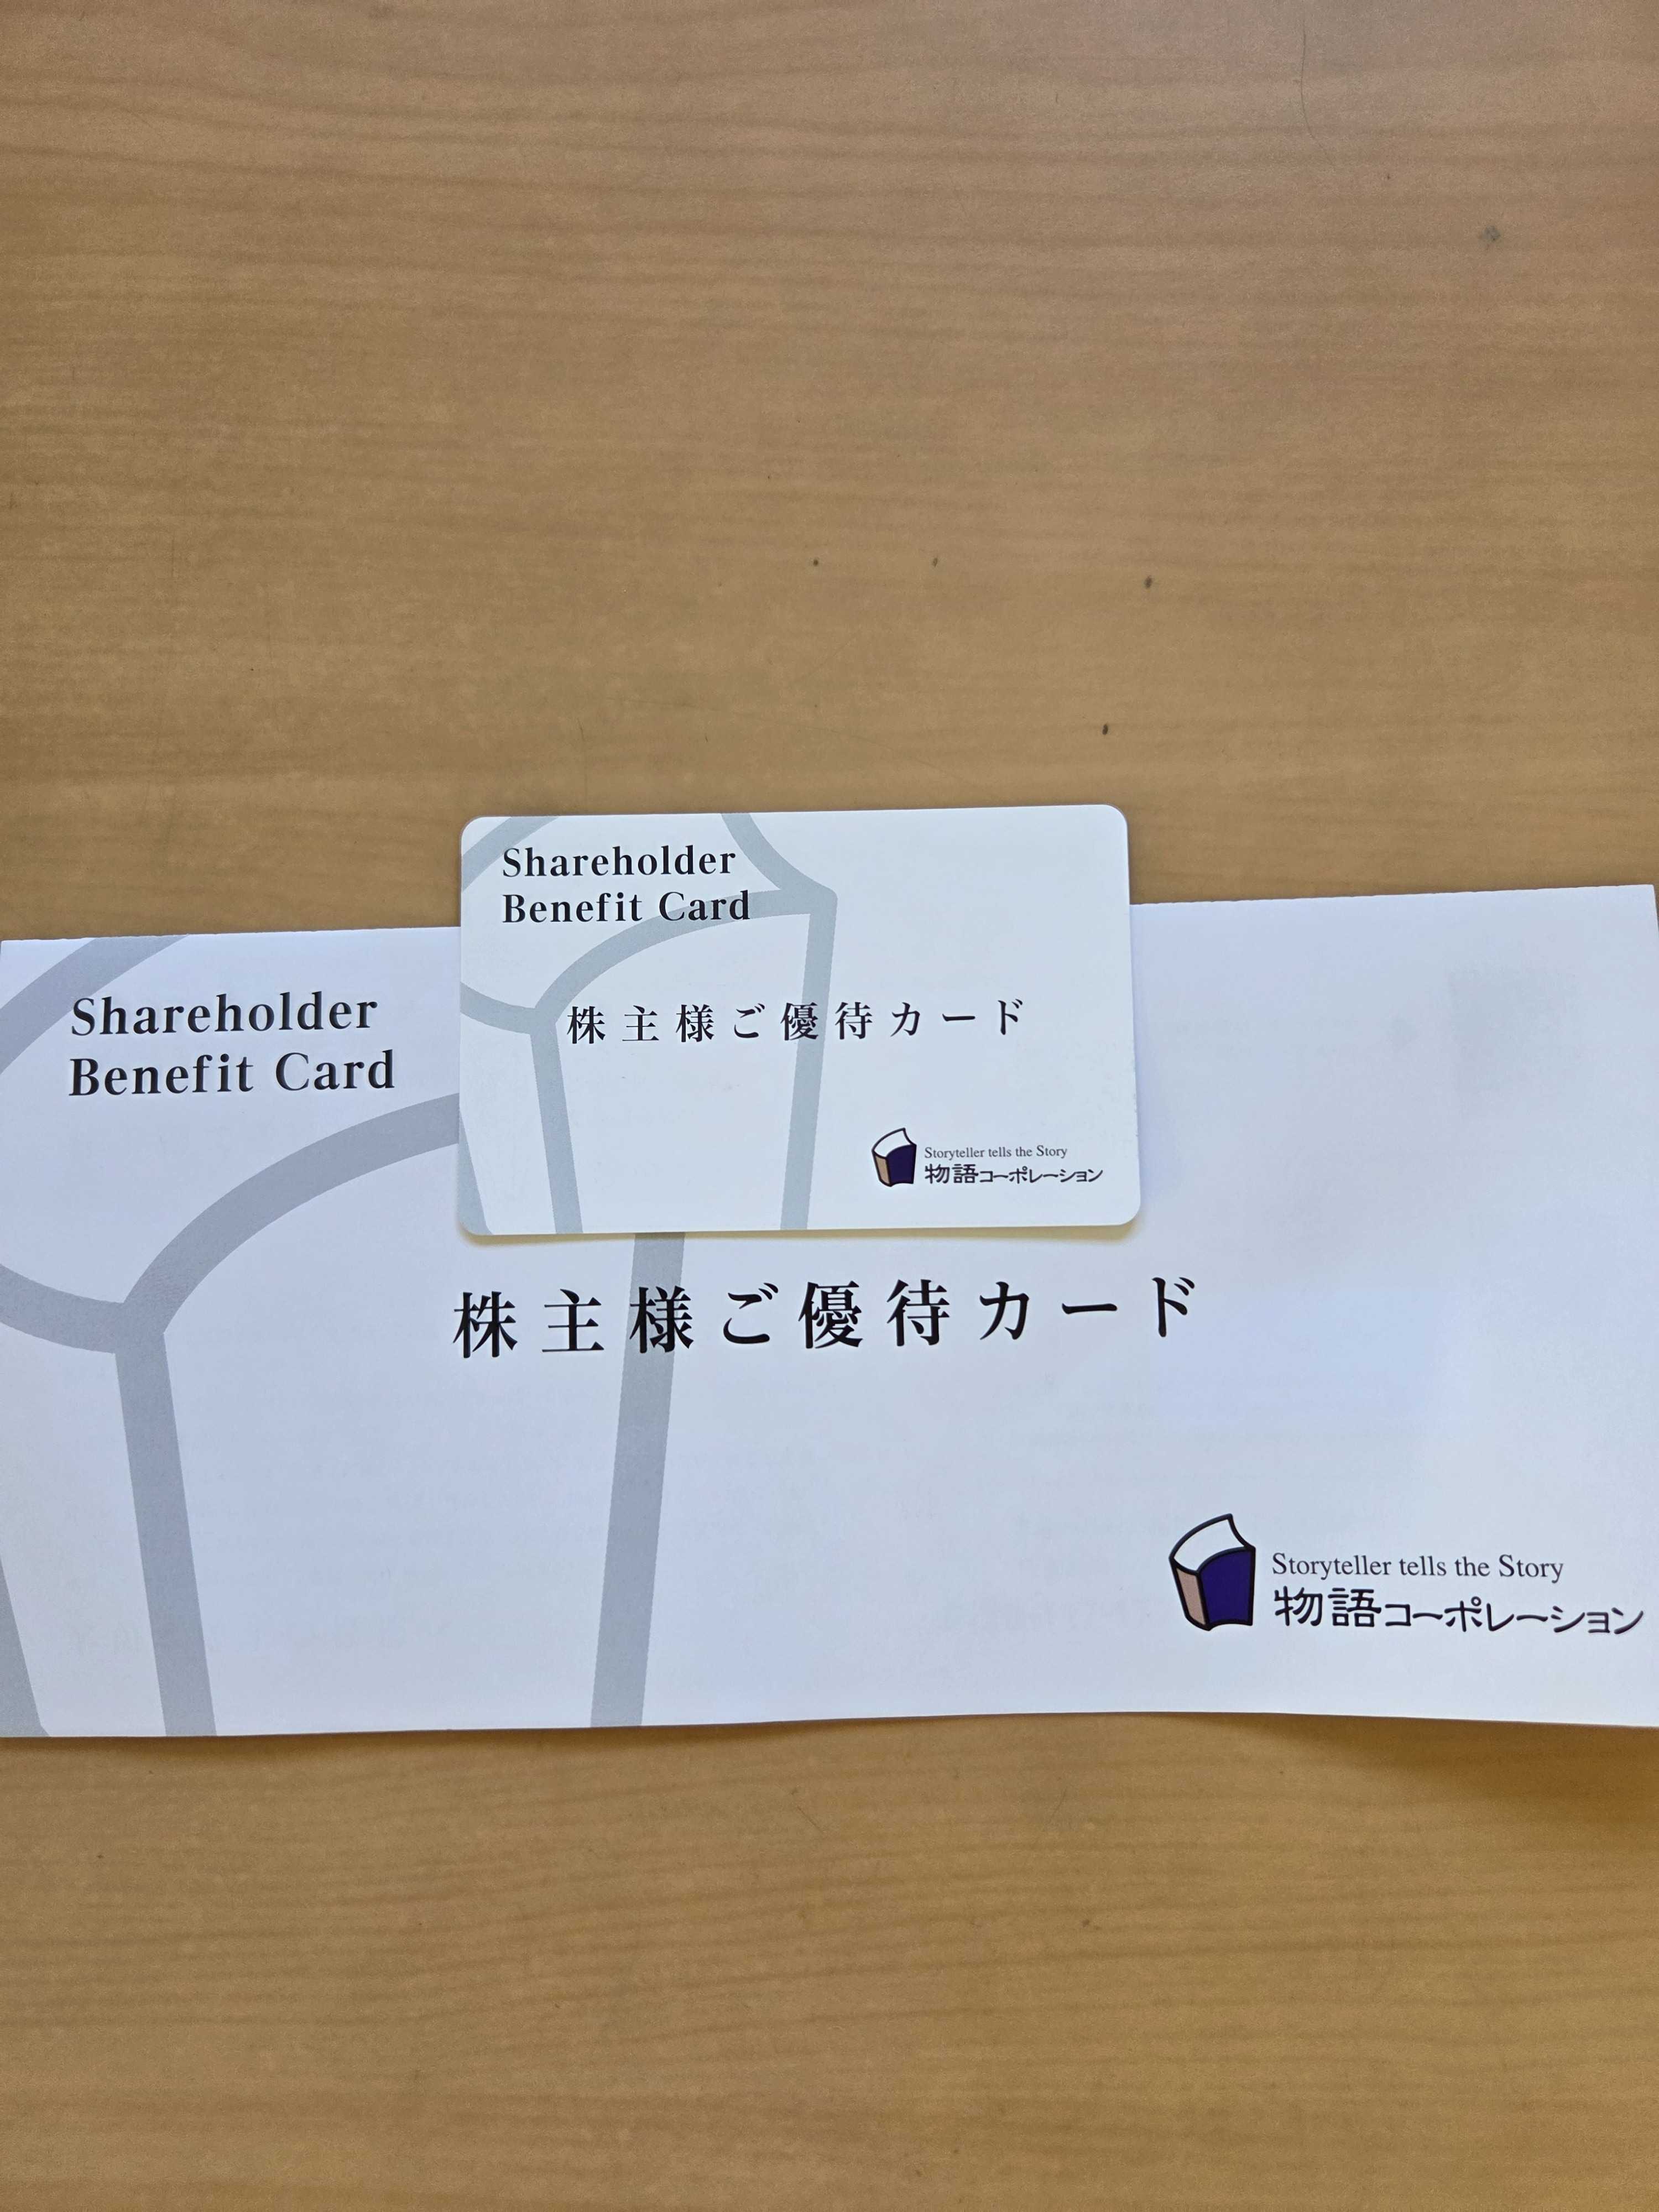 Shareholder
Benefit Card
株主様ご優待カード
Storyteller tells the Story
物語コーポレーション
Shareholder
Benefit Card
株主様ご優待カード
Storyteller tells the Story
物語コーポレーション